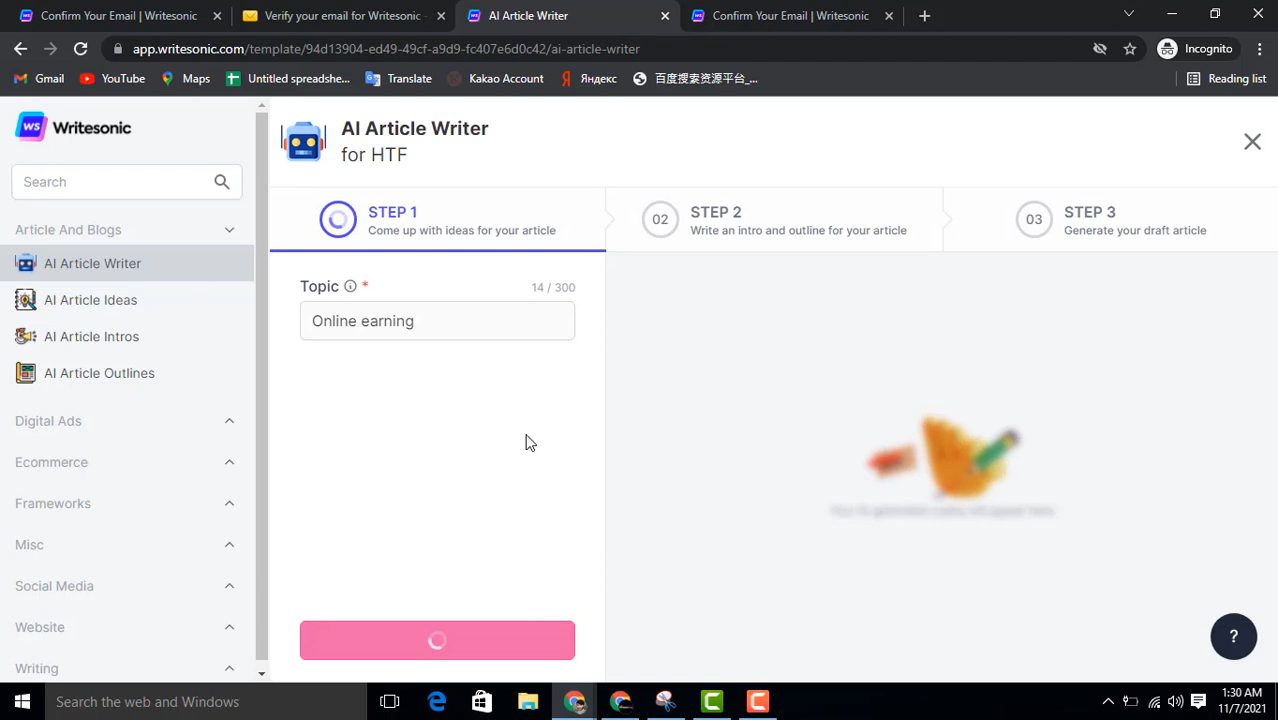 Confirm Your Email | Writesonic
Verify your email for Writesonic -
AI Article Writer
Confirm Your Email | Writesonic
app.writesonic.com/template/94d13904-ed49-49cf-a9d9-fc407e6d0c42/ai-article-writer
Incognito
Gmail
YouTube
Maps
Untitled spreadshe...
Translate
Kakao Account
Яндекс
百度搜索资源平台_...
Reading list
WS
Writesonic
Search
Article And Blogs
AI Article Writer
AI Article Ideas
AI Article Intros
AI Article Outlines
Digital Ads
Ecommerce
Frameworks
Misc
Social Media
Website
Writing
AI Article Writer
for HTF
STEP 1
Come up with ideas for your article
02
STEP 2
Write an intro and outline for your article
03
STEP 3
Generate your draft article
Topic *
14 / 300
Online earning
?
Search the web and Windows
1:30 AM
11/7/2021